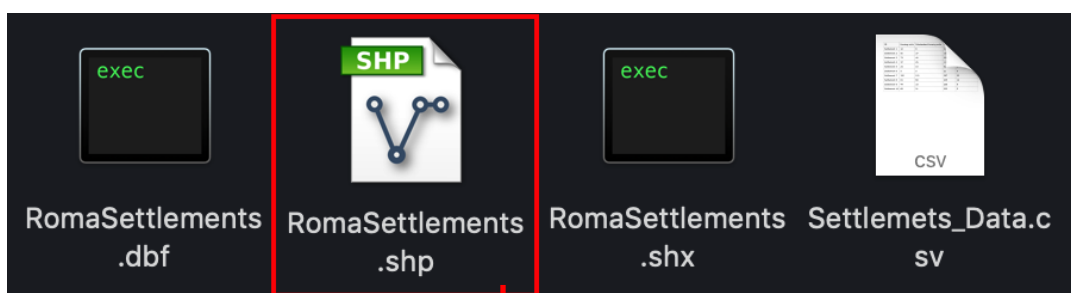 exec
SHP
exec
CSV
RomaSettlements
.dbf
RomaSettlements
.shp
RomaSettlements
.shx
Settlemets_Data.c
sv